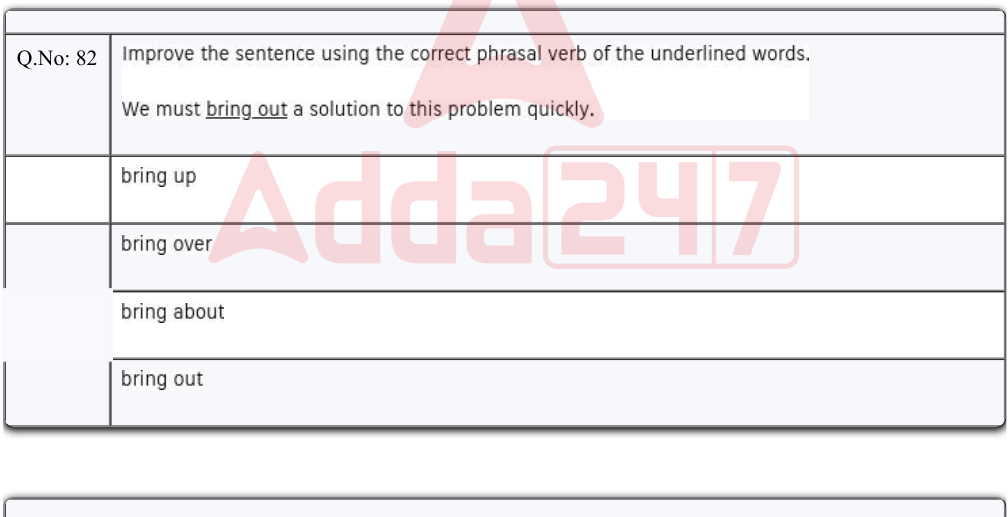 Q.No: 82
Improve the sentence using the correct phrasal verb of the underlined words.
We must bring out a solution to this problem quickly.
bring up
Adda247
bring over
bring about
bring out